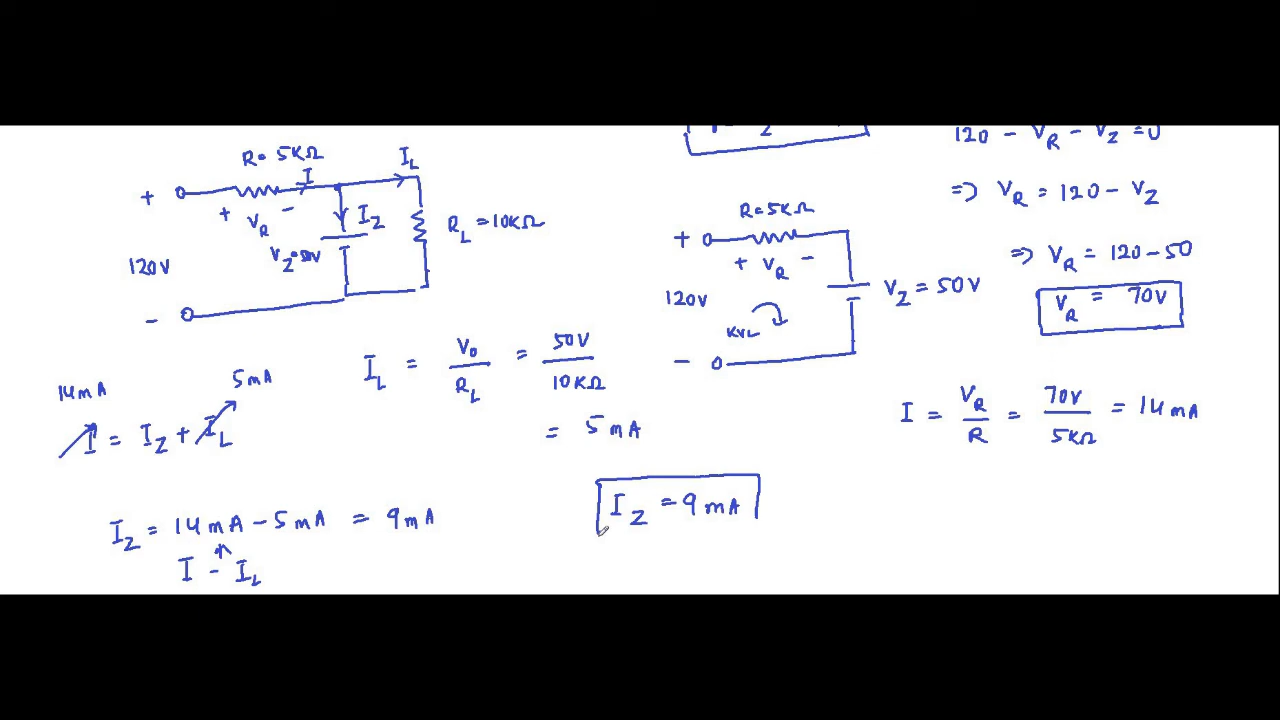 R= 5KΩ
I
I_L
+
+ V_R -
I_Z
R_L =10KΩ
V_Z=50V
120V
-
14mA
5mA
I = I_Z + I_L
I_Z = 14mA - 5mA = 9mA
I - I_L
I_L = V_0 / R_L = 50V / 10KΩ
= 5mA
I_Z = 9mA
R=5KΩ
+
+ V_R -
120V
V_Z = 50V
KVL
-
120 - V_R - V_Z = 0
=> V_R = 120 - V_Z
=> V_R = 120-50
V_R = 70V
I = V_R / R = 70V / 5KΩ = 14mA